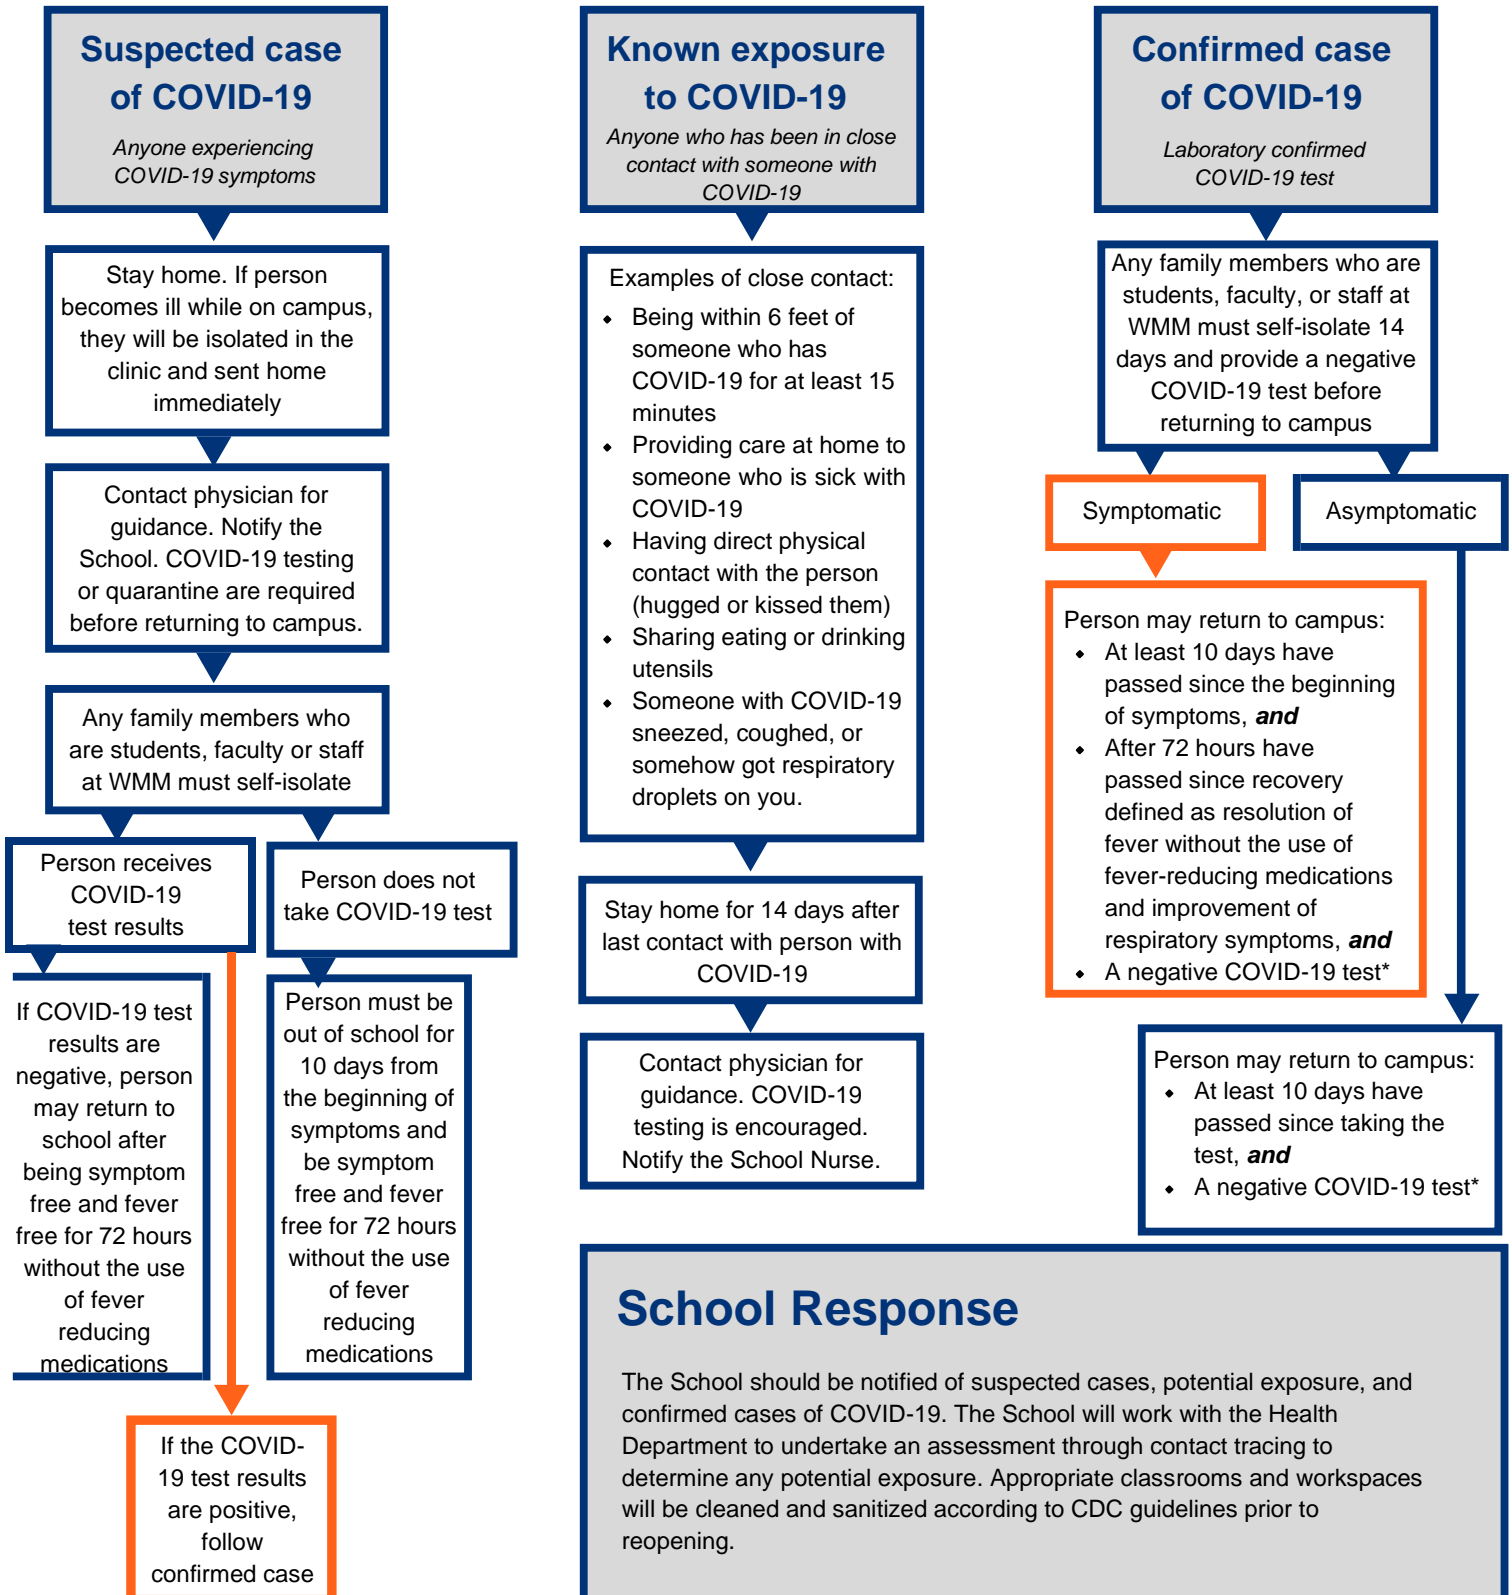 Suspected case
of COVID-19
Anyone experiencing
COVID-19 symptoms
Stay home. If person
becomes ill while on campus,
they will be isolated in the
clinic and sent home
immediately
Contact physician for
guidance. Notify the
School. COVID-19 testing
or quarantine are required
before returning to campus.
Any family members who
are students, faculty or staff
at WMM must self-isolate
Person receives
COVID-19
test results
Person does not
take COVID-19 test
If COVID-19 test
results are
negative, person
may return to
school after
being symptom
free and fever
free for 72 hours
without the use
of fever
reducing
medications
Person must be
out of school for
10 days from
the beginning of
symptoms and
be symptom
free and fever
free for 72 hours
without the use
of fever
reducing
medications
If the COVID-
19 test results
are positive,
follow
confirmed case
Known exposure
to COVID-19
Anyone who has been in close
contact with someone with
COVID-19
Examples of close contact:
• Being within 6 feet of
someone who has
COVID-19 for at least 15
minutes
• Providing care at home to
someone who is sick with
COVID-19
• Having direct physical
contact with the person
(hugged or kissed them)
• Sharing eating or drinking
utensils
• Someone with COVID-19
sneezed, coughed, or
somehow got respiratory
droplets on you.
Stay home for 14 days after
last contact with person with
COVID-19
Contact physician for
guidance. COVID-19
testing is encouraged.
Notify the School Nurse.
Confirmed case
of COVID-19
Laboratory confirmed
COVID-19 test
Any family members who are
students, faculty, or staff at
WMM must self-isolate 14
days and provide a negative
COVID-19 test before
returning to campus
Symptomatic
Asymptomatic
Person may return to campus:
• At least 10 days have
passed since the beginning
of symptoms, and
• After 72 hours have
passed since recovery
defined as resolution of
fever without the use of
fever-reducing medications
and improvement of
respiratory symptoms, and
• A negative COVID-19 test*
Person may return to campus:
• At least 10 days have
passed since taking the
test, and
• A negative COVID-19 test*
School Response
The School should be notified of suspected cases, potential exposure, and
confirmed cases of COVID-19. The School will work with the Health
Department to undertake an assessment through contact tracing to
determine any potential exposure. Appropriate classrooms and workspaces
will be cleaned and sanitized according to CDC guidelines prior to
reopening.